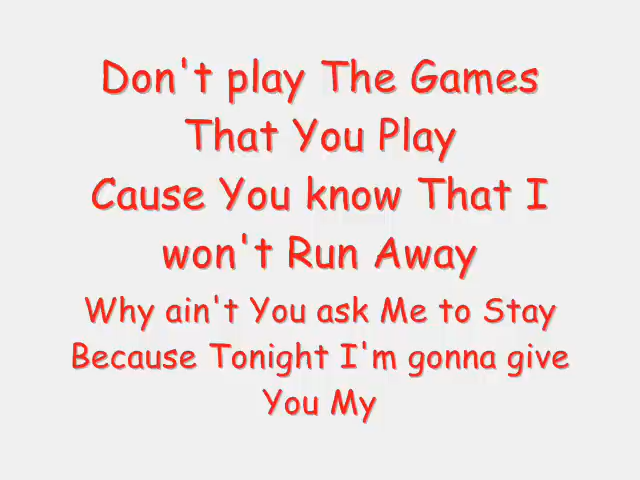 Don't play The Games
That You Play
Cause You know That I
won't Run Away
Why ain't You ask Me to Stay
Because Tonight I'm gonna give
You My